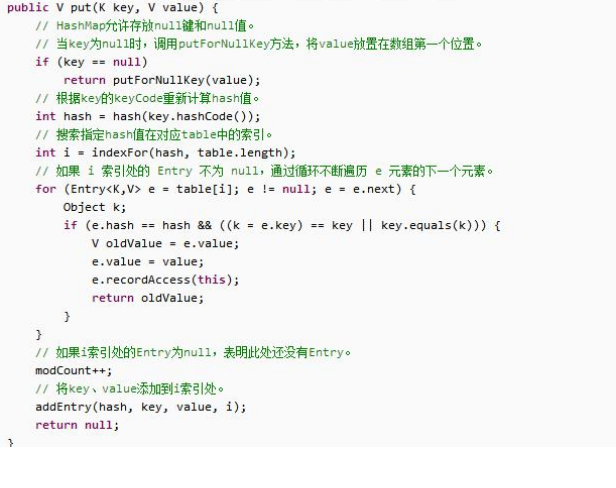 public V put(K key, V value) {
// HashMap允许存放null键和null值。
// 当key为null时，调用putForNullKey方法，将value放置在数组第一个位置。
if (key == null)
return putForNullKey(value);
// 根据key的keyCode重新计算hash值。
int hash = hash(key.hashCode());
// 搜索指定hash值在对应table中的索引。
int i = indexFor(hash, table.length);
// 如果 i 索引处的 Entry 不为 null，通过循环不断遍历 e 元素的下一个元素。
for (Entry<K,V> e = table[i]; e != null; e = e.next) {
Object k;
if (e.hash == hash && ((k = e.key) == key || key.equals(k))) {
V oldValue = e.value;
e.value = value;
e.recordAccess(this);
return oldValue;
}
}
// 如果i索引处的Entry为null，表明此处还没有Entry。
modCount++;
// 将key、value添加到i索引处。
addEntry(hash, key, value, i);
return null;
}